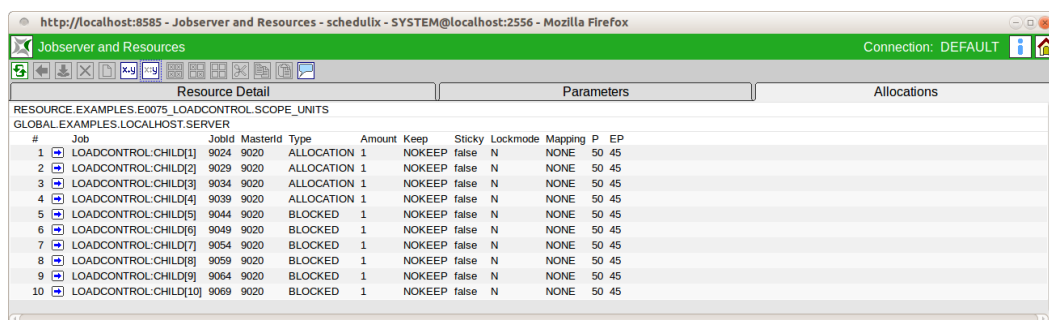 http://localhost:8585 - Jobserver and Resources - schedulix - SYSTEM@localhost:2556 - Mozilla Firefox
Jobserver and Resources Connection: DEFAULT
x.y x:y
Resource Detail Parameters Allocations
RESOURCE.EXAMPLES.E0075_LOADCONTROL.SCOPE_UNITS
GLOBAL.EXAMPLES.LOCALHOST.SERVER
# Job JobId MasterId Type Amount Keep Sticky Lockmode Mapping P EP
1 LOADCONTROL:CHILD[1] 9024 9020 ALLOCATION 1 NOKEEP false N NONE 50 45
2 LOADCONTROL:CHILD[2] 9029 9020 ALLOCATION 1 NOKEEP false N NONE 50 45
3 LOADCONTROL:CHILD[3] 9034 9020 ALLOCATION 1 NOKEEP false N NONE 50 45
4 LOADCONTROL:CHILD[4] 9039 9020 ALLOCATION 1 NOKEEP false N NONE 50 45
5 LOADCONTROL:CHILD[5] 9044 9020 BLOCKED 1 NOKEEP false N NONE 50 45
6 LOADCONTROL:CHILD[6] 9049 9020 BLOCKED 1 NOKEEP false N NONE 50 45
7 LOADCONTROL:CHILD[7] 9054 9020 BLOCKED 1 NOKEEP false N NONE 50 45
8 LOADCONTROL:CHILD[8] 9059 9020 BLOCKED 1 NOKEEP false N NONE 50 45
9 LOADCONTROL:CHILD[9] 9064 9020 BLOCKED 1 NOKEEP false N NONE 50 45
10 LOADCONTROL:CHILD[10] 9069 9020 BLOCKED 1 NOKEEP false N NONE 50 45